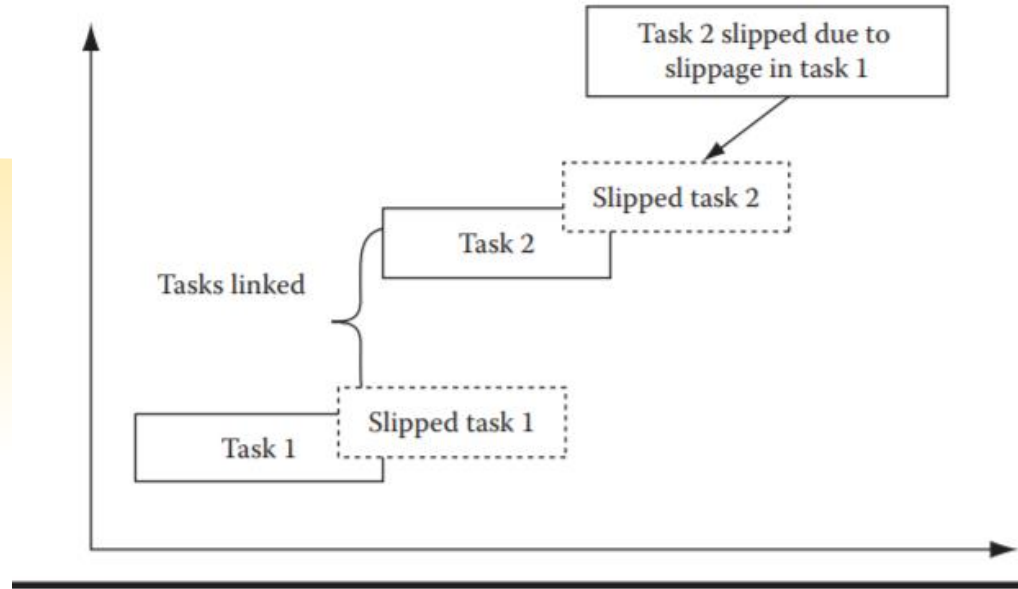 Task 2 slipped due to
slippage in task 1
Slipped task 2
Task 2
Tasks linked
Slipped task 1
Task 1